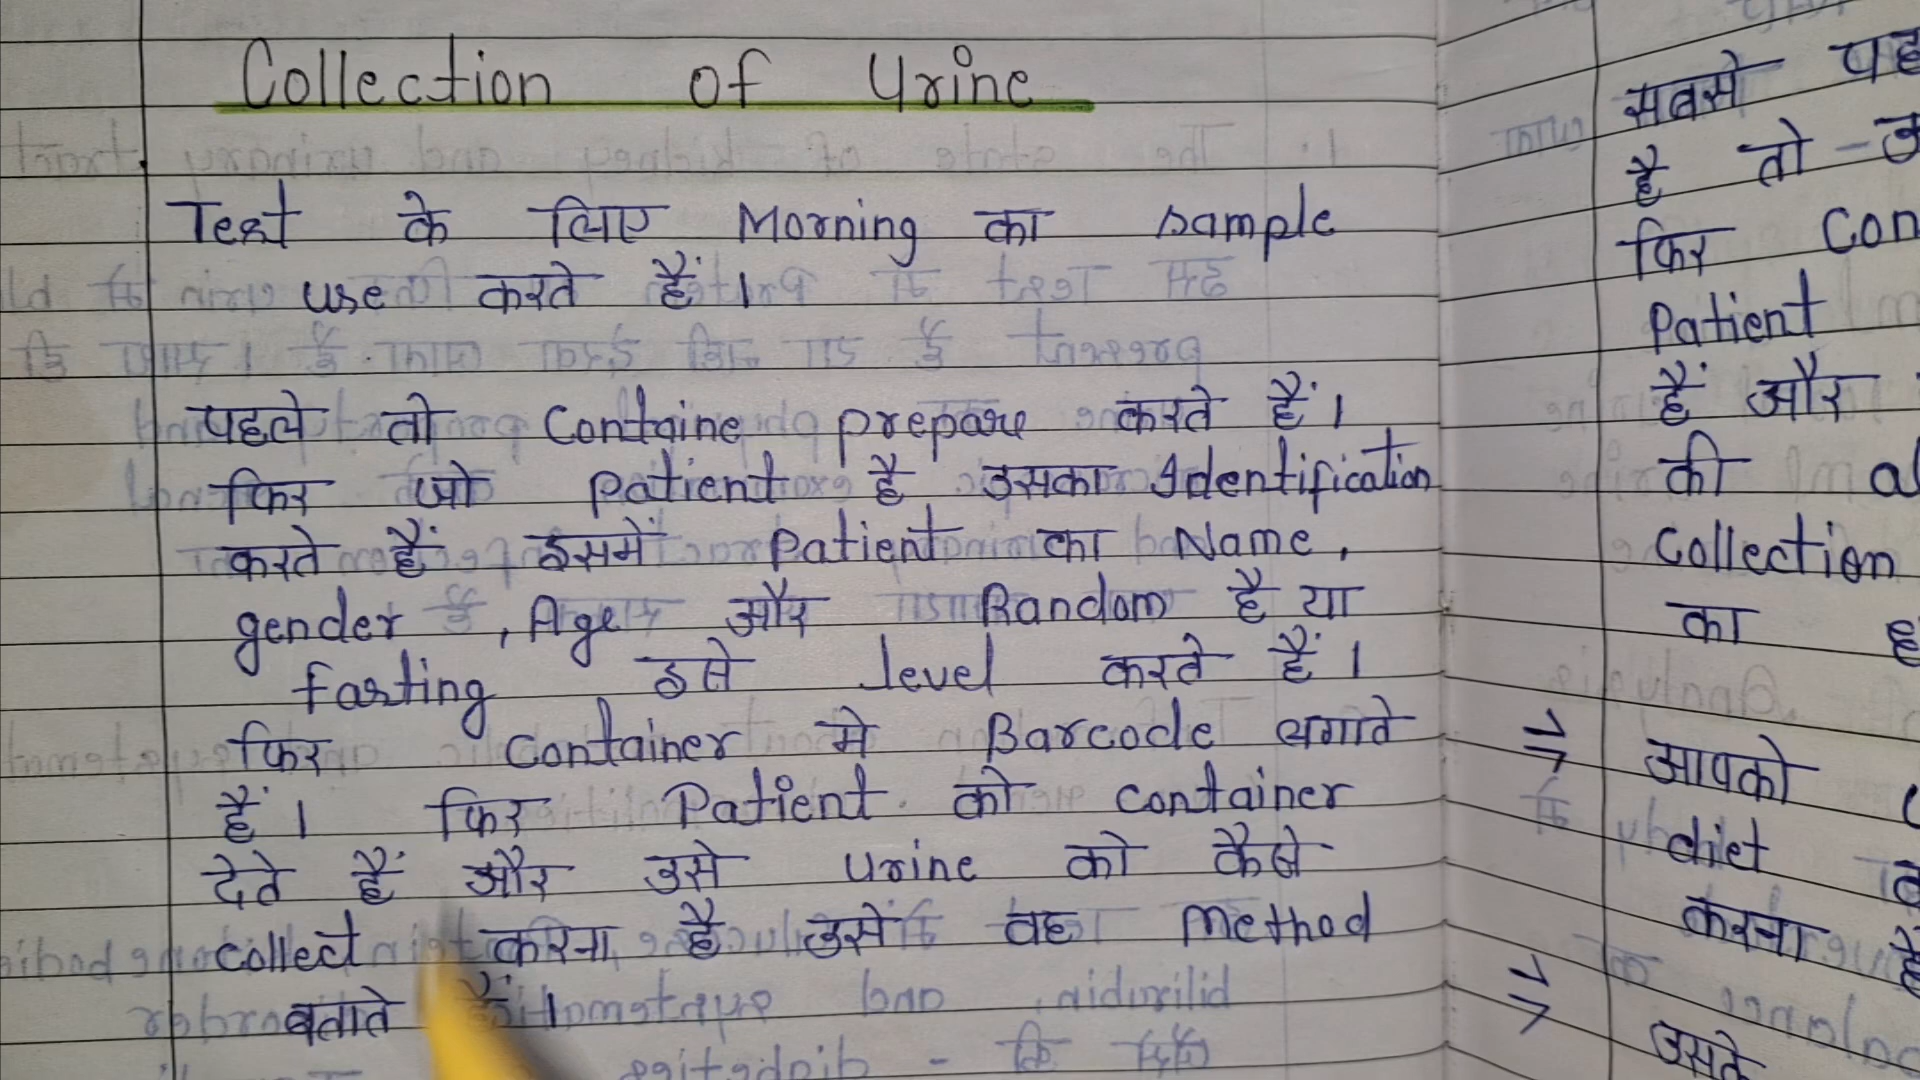 Collection of Urine
Test के लिए Morning का sample
use करते हैं ।
पहले तो Containe prepare करते हैं ।
फिर जो patient है उसका Identification
करते हैं इसमें Patient का Name ,
gender , Age और Random है या
fasting इसे level करते हैं ।
फिर Container मे Barcode लगाते
हैं । फिर Patient को container
देते हैं और उसे urine को कैसे
collect करना है उसे वह Method
बताते हैं ।
सबसे
है तो
फिर
Patient
हैं और
की
Collection
का
⇒ आपको
diet
करना
⇒ उसके